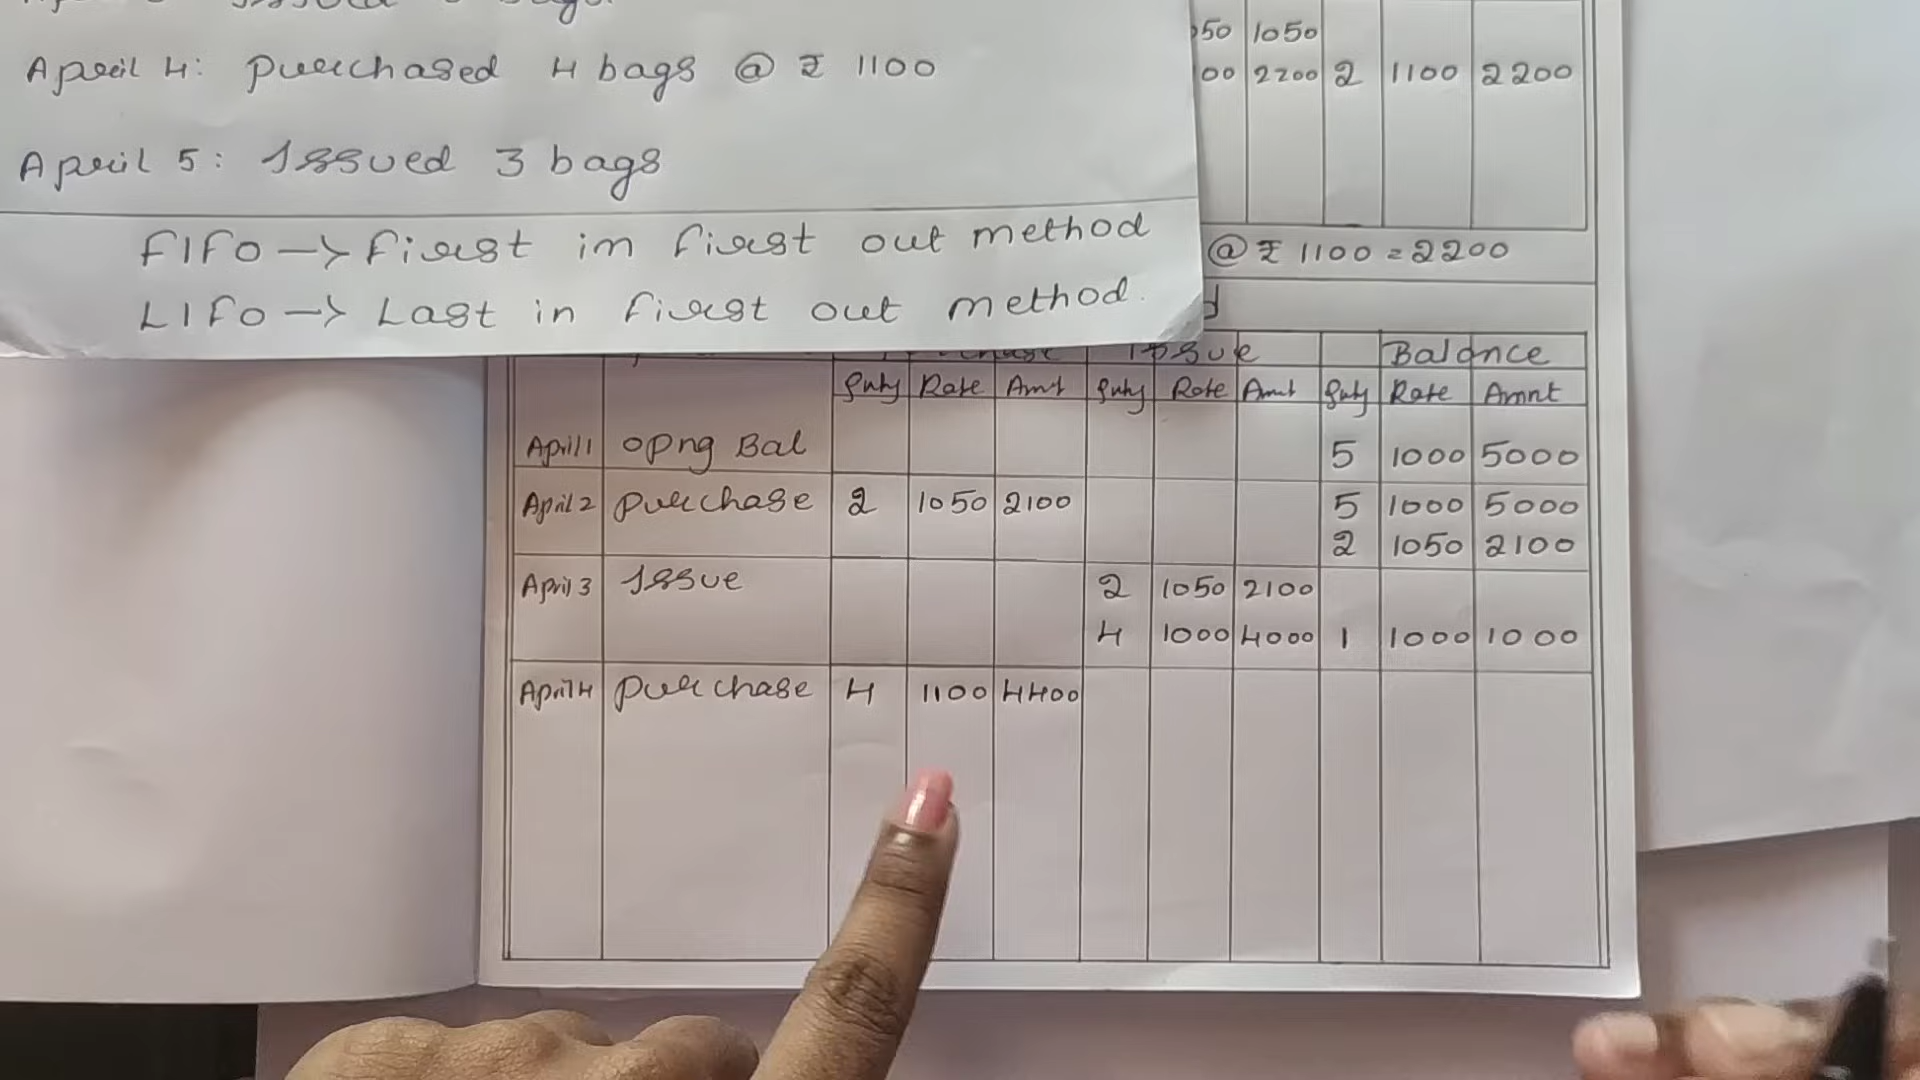 April 4: Purchased 4 bags @ ₹ 1100
April 5: Issued 3 bags
FIFO -> First in first out method
LIFO -> Last in first out method.
50 1050
00 2200 2 1100 2200
@ ₹ 1100 = 2200
d
Issue Balance
Qnty Rate Amt Qnty Rate Amt Qnty Rate Amnt
April 1 opng Bal 5 1000 5000
April 2 purchase 2 1050 2100 5 1000 5000
2 1050 2100
April 3 Issue 2 1050 2100
4 1000 4000 1 1000 1000
April 4 purchase 4 1100 4400